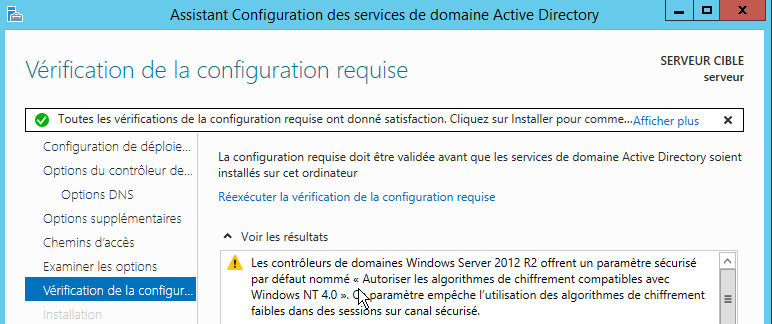 Assistant Configuration des services de domaine Active Directory
Vérification de la configuration requise
SERVEUR CIBLE
serveur
Toutes les vérifications de la configuration requise ont donné satisfaction. Cliquez sur Installer pour comme... Afficher plus
Configuration de déploie...
Options du contrôleur de...
Options DNS
Options supplémentaires
Chemins d'accès
Examiner les options
Vérification de la configur...
Installation
La configuration requise doit être validée avant que les services de domaine Active Directory soient
installés sur cet ordinateur
Réexécuter la vérification de la configuration requise
Voir les résultats
Les contrôleurs de domaines Windows Server 2012 R2 offrent un paramètre sécurisé
par défaut nommé « Autoriser les algorithmes de chiffrement compatibles avec
Windows NT 4.0 ». Ce paramètre empêche l'utilisation des algorithmes de chiffrement
faibles dans des sessions sur canal sécurisé.